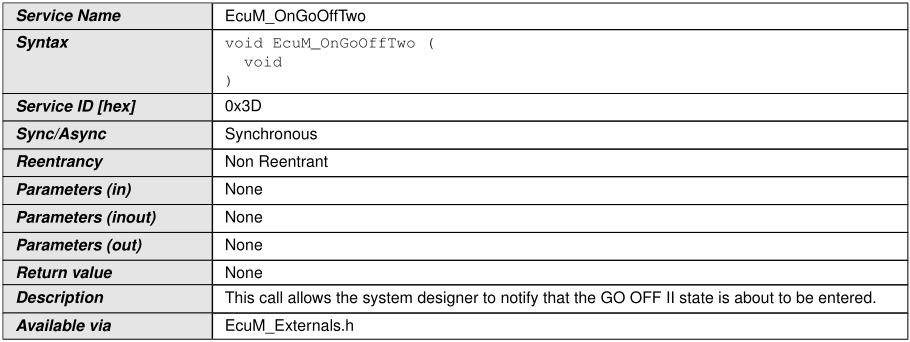 Service Name EcuM_OnGoOffTwo
Syntax void EcuM_OnGoOffTwo (
void
)
Service ID [hex] 0x3D
Sync/Async Synchronous
Reentrancy Non Reentrant
Parameters (in) None
Parameters (inout) None
Parameters (out) None
Return value None
Description This call allows the system designer to notify that the GO OFF II state is about to be entered.
Available via EcuM_Externals.h